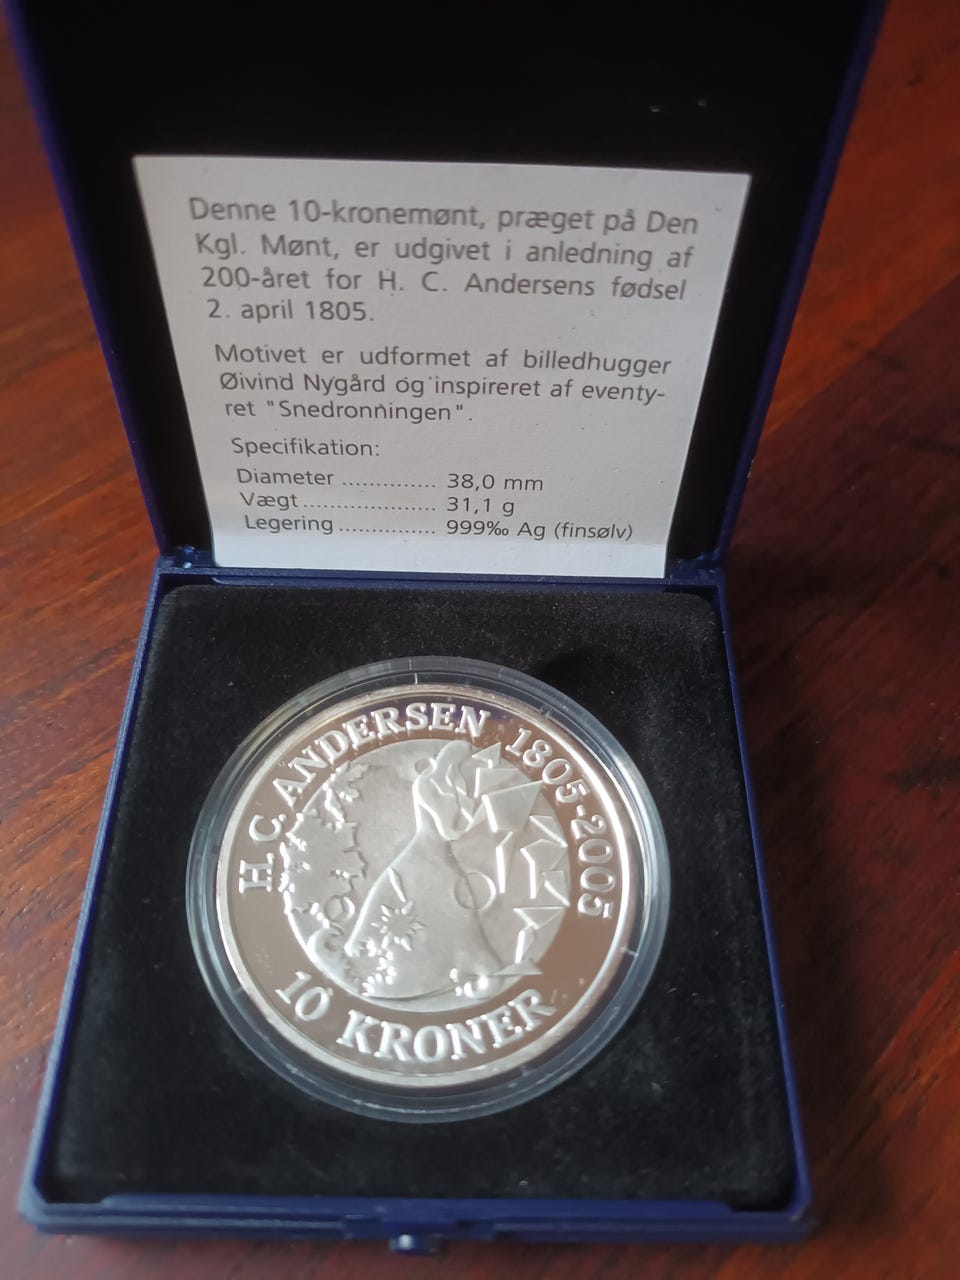 Denne 10-kronemønt, præget på Den
Kgl. Mønt, er udgivet i anledning af
200-året for H. C. Andersens fødsel
2. april 1805.
Motivet er udformet af billedhugger
Øivind Nygård og inspireret af eventy-
ret "Snedronningen".
Specifikation:
Diameter .............. 38,0 mm
Vægt .................... 31,1 g
Legering ............... 999‰ Ag (finsølv)
H.C. ANDERSEN 1805-2005
10 KRONER